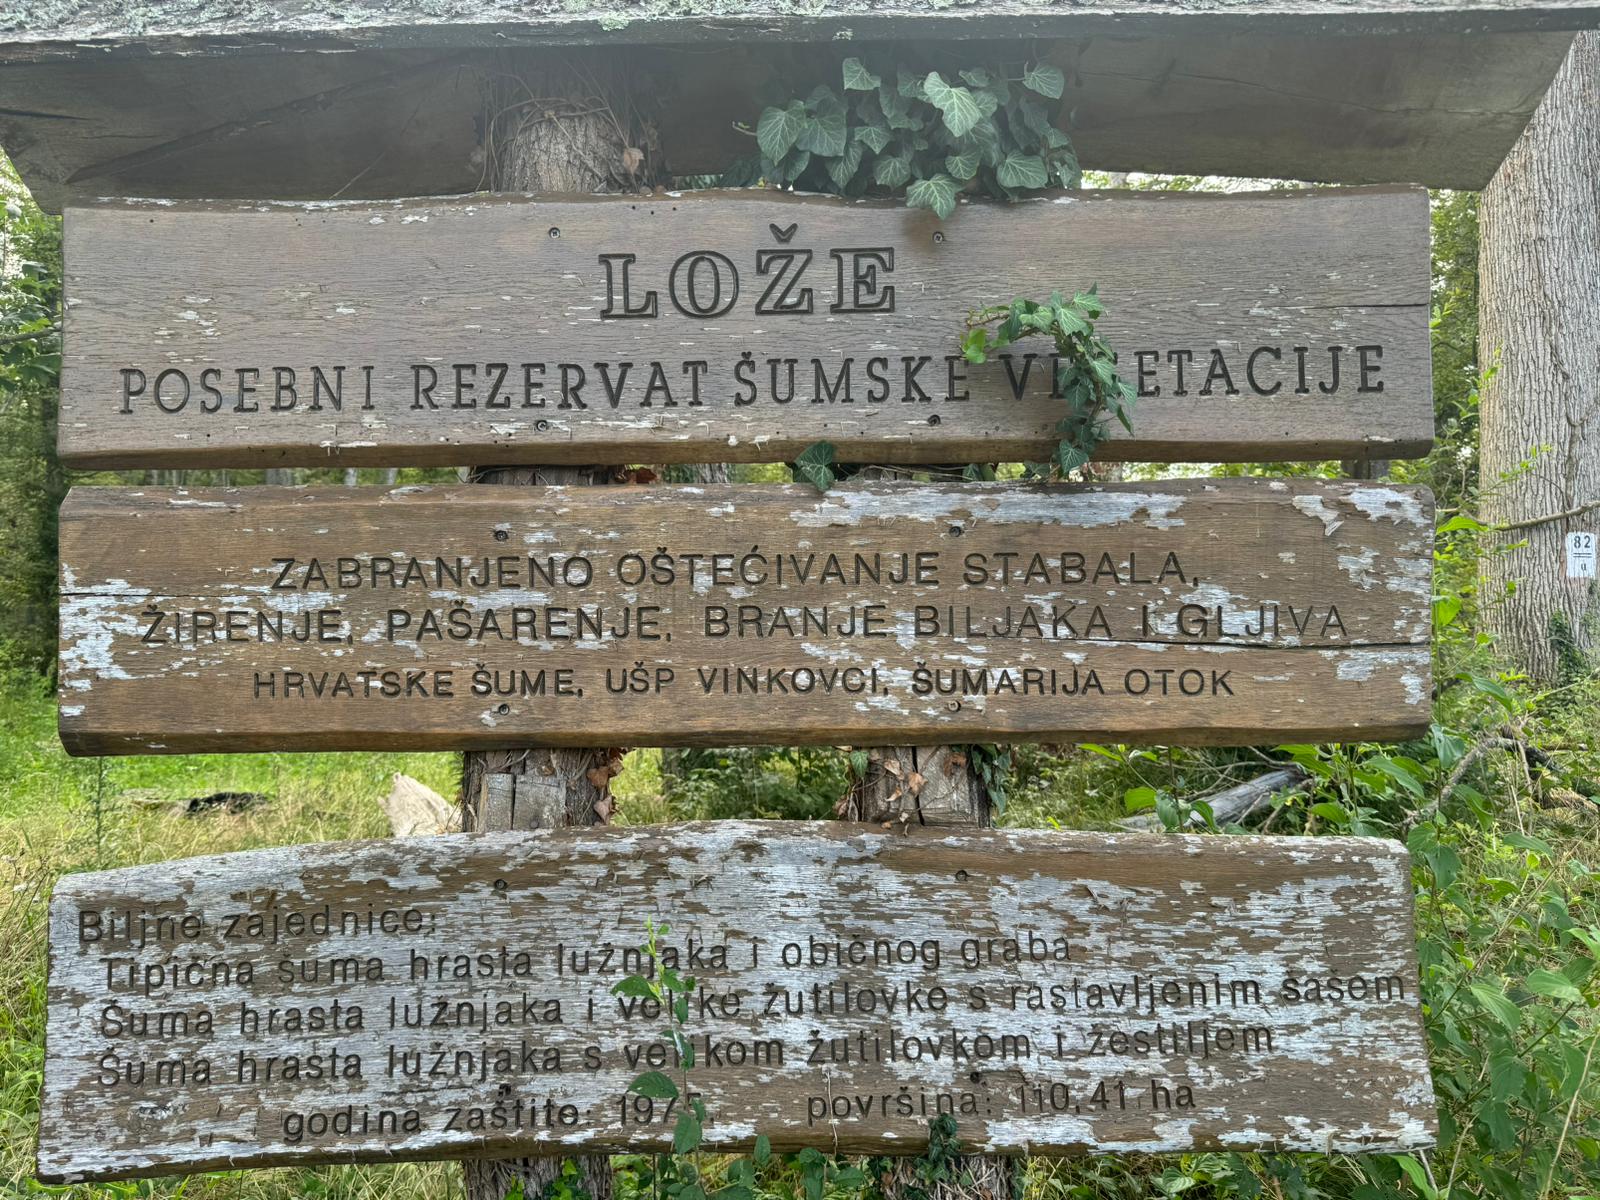 LOŽE
POSEBNI REZERVAT ŠUMSKE VEGETACIJE
ZABRANJENO OŠTEĆIVANJE STABALA,
ŽIRENJE, PAŠARENJE, BRANJE BILJAKA I GLJIVA
HRVATSKE ŠUME, UŠP VINKOVCI, ŠUMARIJA OTOK
82
Biljne zajednice:
Tipična šuma hrasta lužnjaka i običnog graba
Šuma hrasta lužnjaka i velike žutilovke s rastavljenim šašem
Šuma hrasta lužnjaka s velikom žutilovkom i žestiljem
godina zaštite: 1975. površina: 110,41 ha